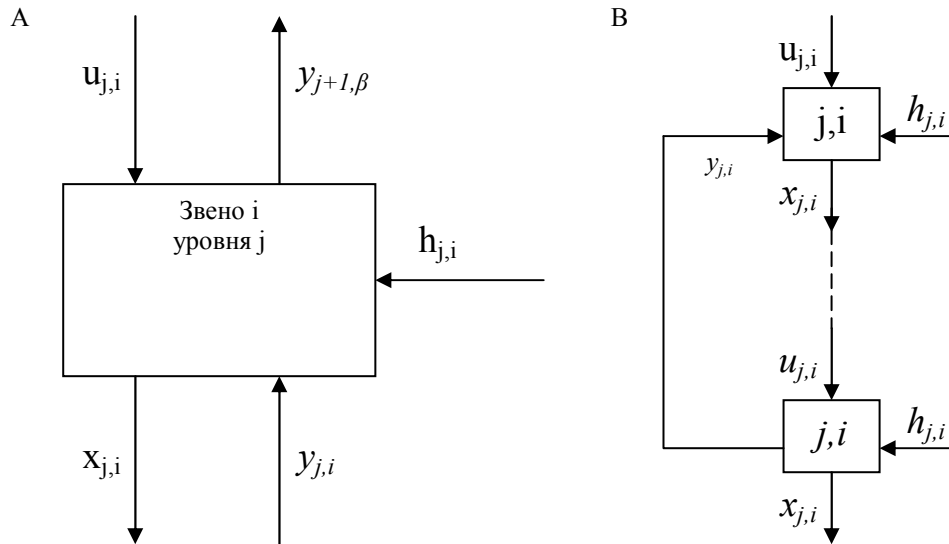 A
u_{j,i}
y_{j+1,β}
Звено i
уровня j
h_{j,i}
x_{j,i}
y_{j,i}
B
u_{j,i}
j,i
h_{j,i}
y_{j,i}
x_{j,i}
u_{j,i}
j,i
h_{j,i}
x_{j,i}